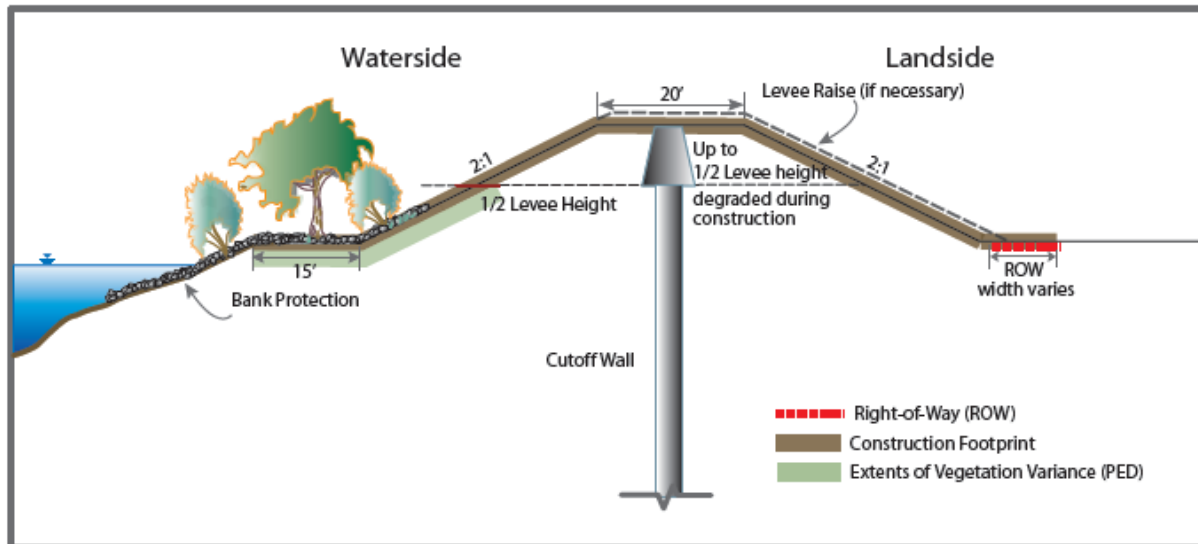 Waterside
Landside
20'
Levee Raise (if necessary)
2:1
Up to
1/2 Levee height
degraded during
construction
2:1
1/2 Levee Height
15'
Bank Protection
ROW
width varies
Cutoff Wall
Right-of-Way (ROW)
Construction Footprint
Extents of Vegetation Variance (PED)